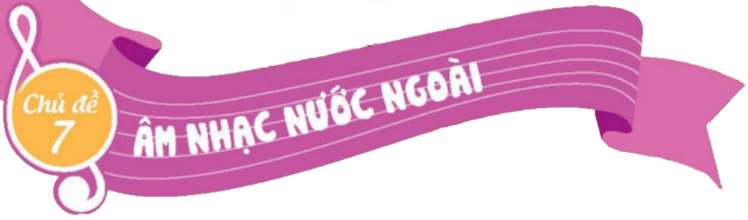 Chủ đề
7
ÂM NHẠC NƯỚC NGOÀI